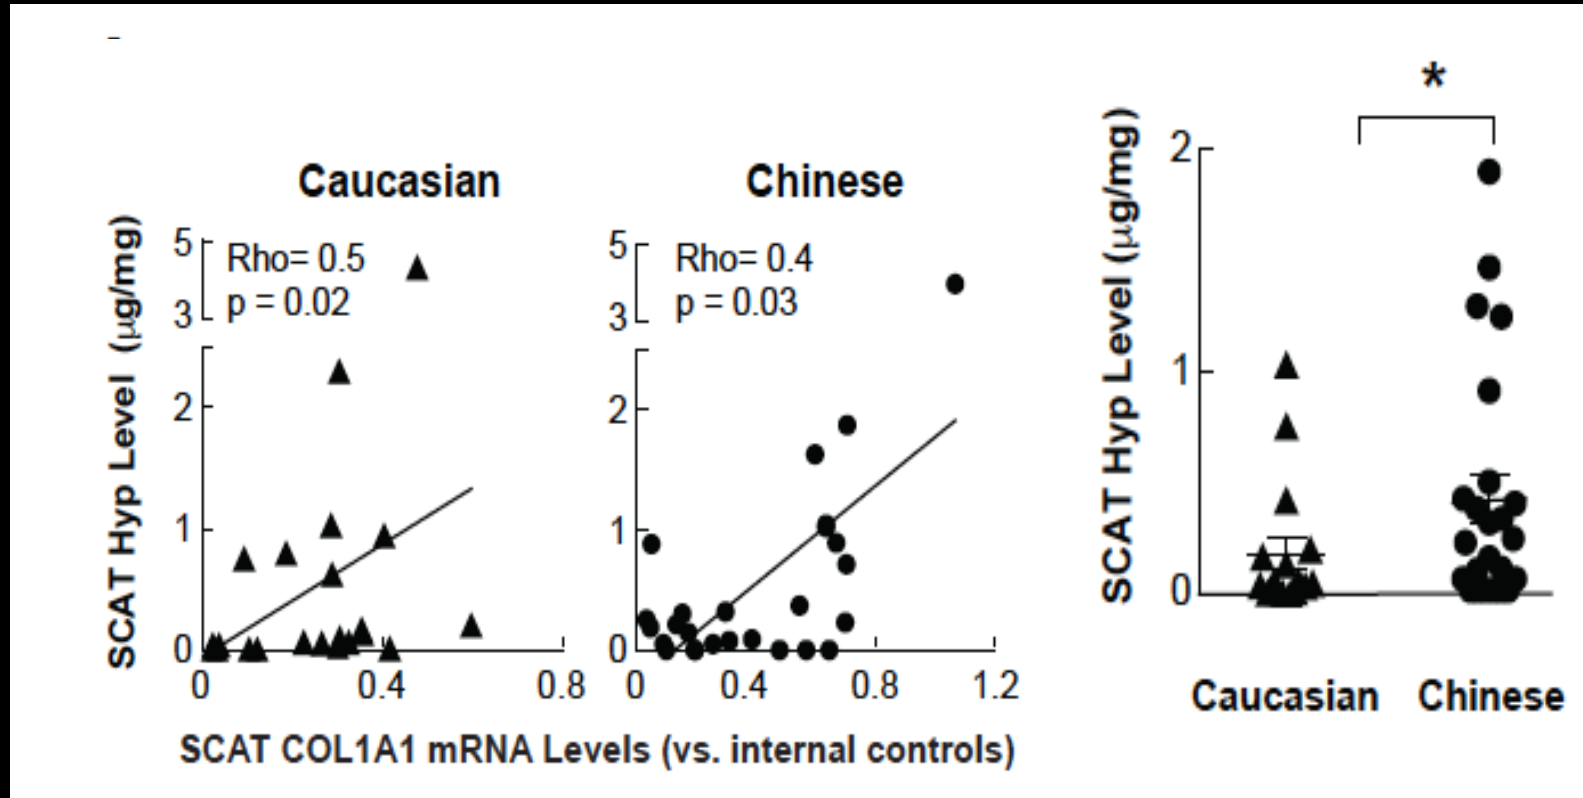 Caucasian
Rho= 0.5
p = 0.02
5
3
2
1
0
0
0.4
0.8
SCAT Hyp Level (μg/mg)
Chinese
Rho= 0.4
p = 0.03
5
3
2
1
0
0
0.4
0.8
1.2
SCAT COL1A1 mRNA Levels (vs. internal controls)
*
SCAT Hyp Level (μg/mg)
2
1
0
Caucasian
Chinese